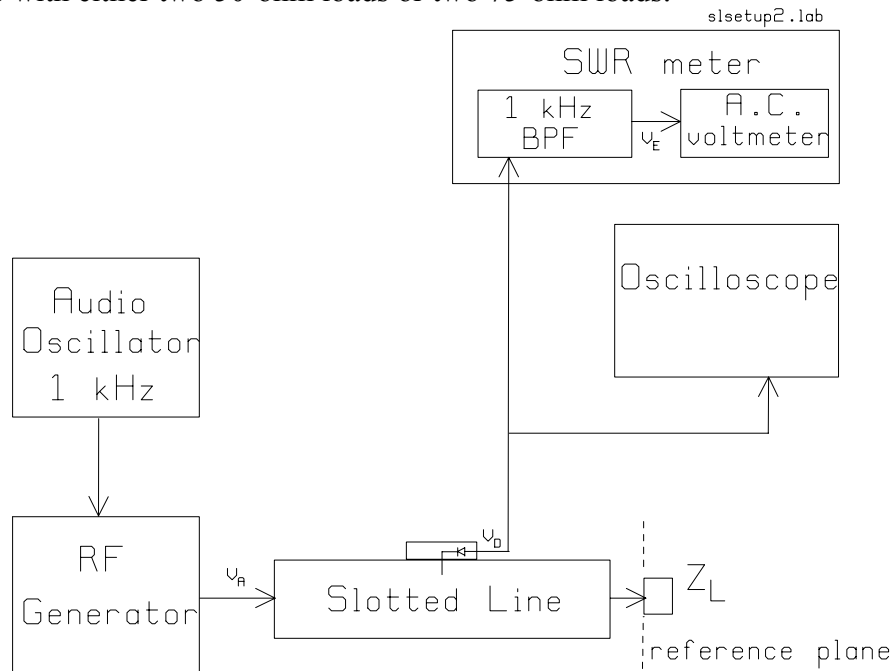 with either two 50-ohm loads or two 75-ohm loads.
slsetup2.lab
SWR meter
1 kHz
BPF
V_E
A.C.
voltmeter
Oscilloscope
Audio
Oscillator
1 kHz
RF
Generator
V_A
V_D
Slotted Line
Z_L
reference plane